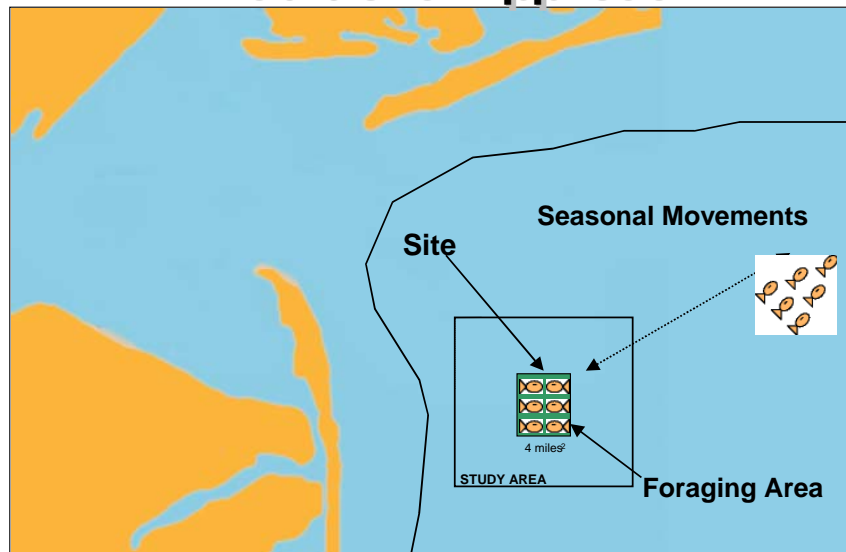 Seasonal Movements
Site
4 miles²
STUDY AREA
Foraging Area